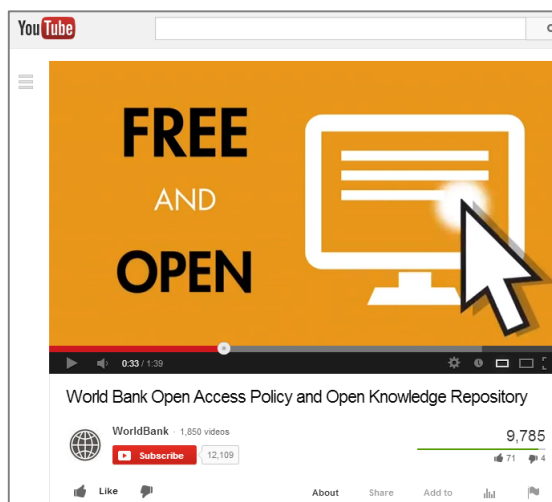 YouTube
FREE
AND
OPEN
0:33 / 1:39
World Bank Open Access Policy and Open Knowledge Repository
WorldBank · 1,850 videos
Subscribe 12,109
9,785
71 4
Like
About Share Add to